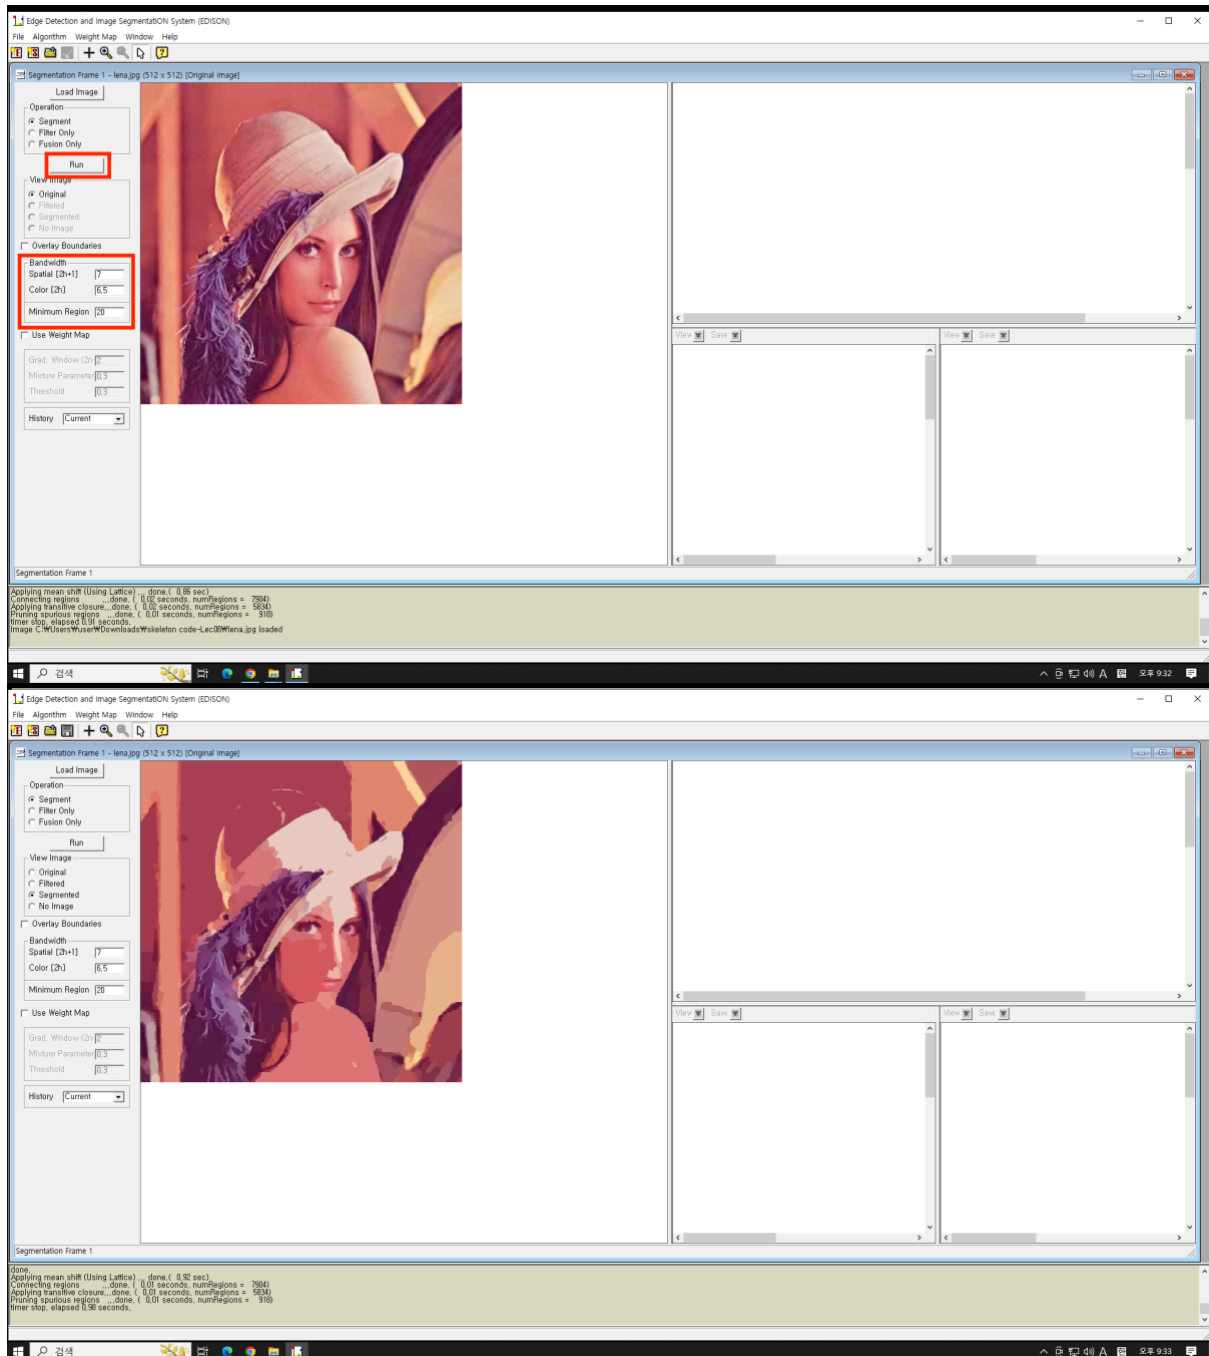 Edge Detection and Image SegmentatiON System (EDISON)
File Algorithm Weight Map Window Help
Segmentation Frame 1 - lena.jpg (512 x 512) [Original Image]
Load Image
Operation
Segment
Filter Only
Fusion Only
Run
View Image
Original
Filtered
Segmented
No Image
Overlay Boundaries
Bandwidth
Spatial [2h+1] 7
Color [2h] 6,5
Minimum Region 20
Use Weight Map
Grad. Window (2n 2
Mixture Parameter 0,3
Threshold 0,3
History Current
View Save View Save
Segmentation Frame 1
Applying mean shift (Using Lattice) ... done.( 0,86 sec)
Connecting regions ...done. ( 0,02 seconds, numRegions = 7904)
Applying transitive closure...done. ( 0,02 seconds, numRegions = 5834)
Pruning spurious regions ...done. ( 0,01 seconds, numRegions = 918)
timer stop, elapsed 0,91 seconds,
Image C:₩Users₩user₩Downloads₩skeleton code-Lec06₩lena.jpg loaded
검색 A 오후 9:32
Edge Detection and Image SegmentatiON System (EDISON)
File Algorithm Weight Map Window Help
Segmentation Frame 1 - lena.jpg (512 x 512) [Original Image]
Load Image
Operation
Segment
Filter Only
Fusion Only
Run
View Image
Original
Filtered
Segmented
No Image
Overlay Boundaries
Bandwidth
Spatial [2h+1] 7
Color [2h] 6,5
Minimum Region 20
Use Weight Map
Grad. Window (2n 2
Mixture Parameter 0,3
Threshold 0,3
History Current
View Save View Save
Segmentation Frame 1
done.
Applying mean shift (Using Lattice) ... done.( 0,92 sec)
Connecting regions ...done. ( 0,01 seconds, numRegions = 7904)
Applying transitive closure...done. ( 0,01 seconds, numRegions = 5834)
Pruning spurious regions ...done. ( 0,01 seconds, numRegions = 918)
timer stop, elapsed 0,98 seconds,
검색 A 오후 9:33